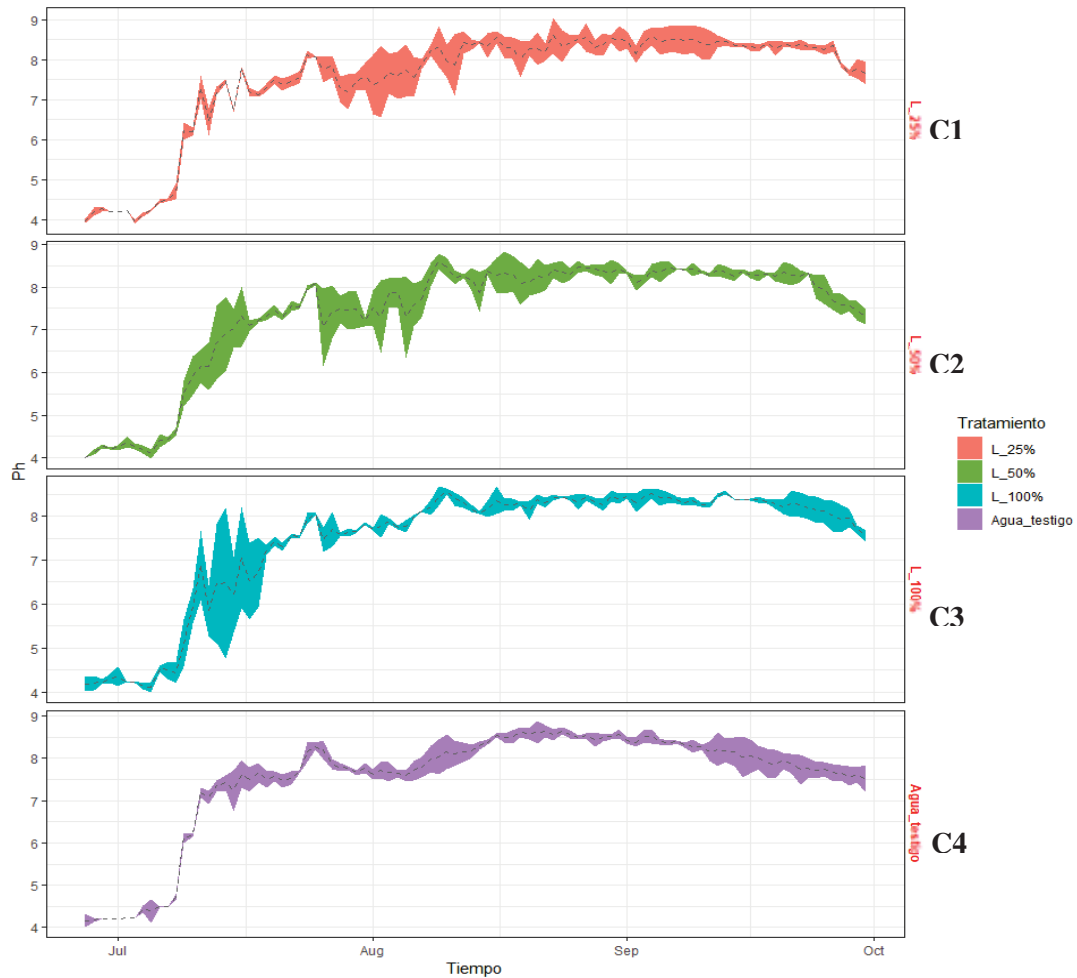 9
8
7
6
5
4
L_25%
C1
9
8
7
6
5
4
L_50%
C2
8
7
6
5
4
L_100%
C3
9
8
7
6
5
4
Agua_testigo
C4
Ph
Jul
Aug
Sep
Oct
Tiempo
Tratamiento
L_25%
L_50%
L_100%
Agua_testigo